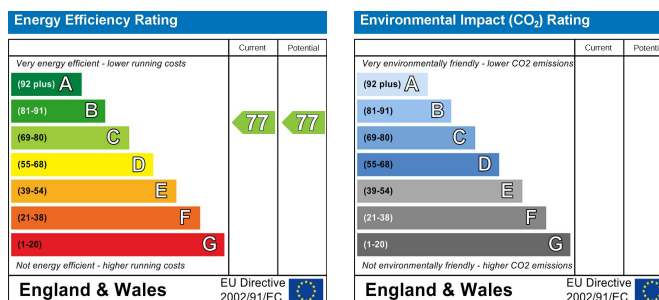 Energy Efficiency Rating
Current Potential
Very energy efficient - lower running costs
(92 plus) A
(81-91) B
(69-80) C
(55-68) D
(39-54) E
(21-38) F
(1-20) G
77 77
Not energy efficient - higher running costs
England & Wales
EU Directive
2002/91/EC
Environmental Impact (CO₂) Rating
Current Potenti
Very environmentally friendly - lower CO2 emissions
(92 plus) A
(81-91) B
(69-80) C
(55-68) D
(39-54) E
(21-38) F
(1-20) G
Not environmentally friendly - higher CO2 emissions
England & Wales
EU Directive
2002/91/EC